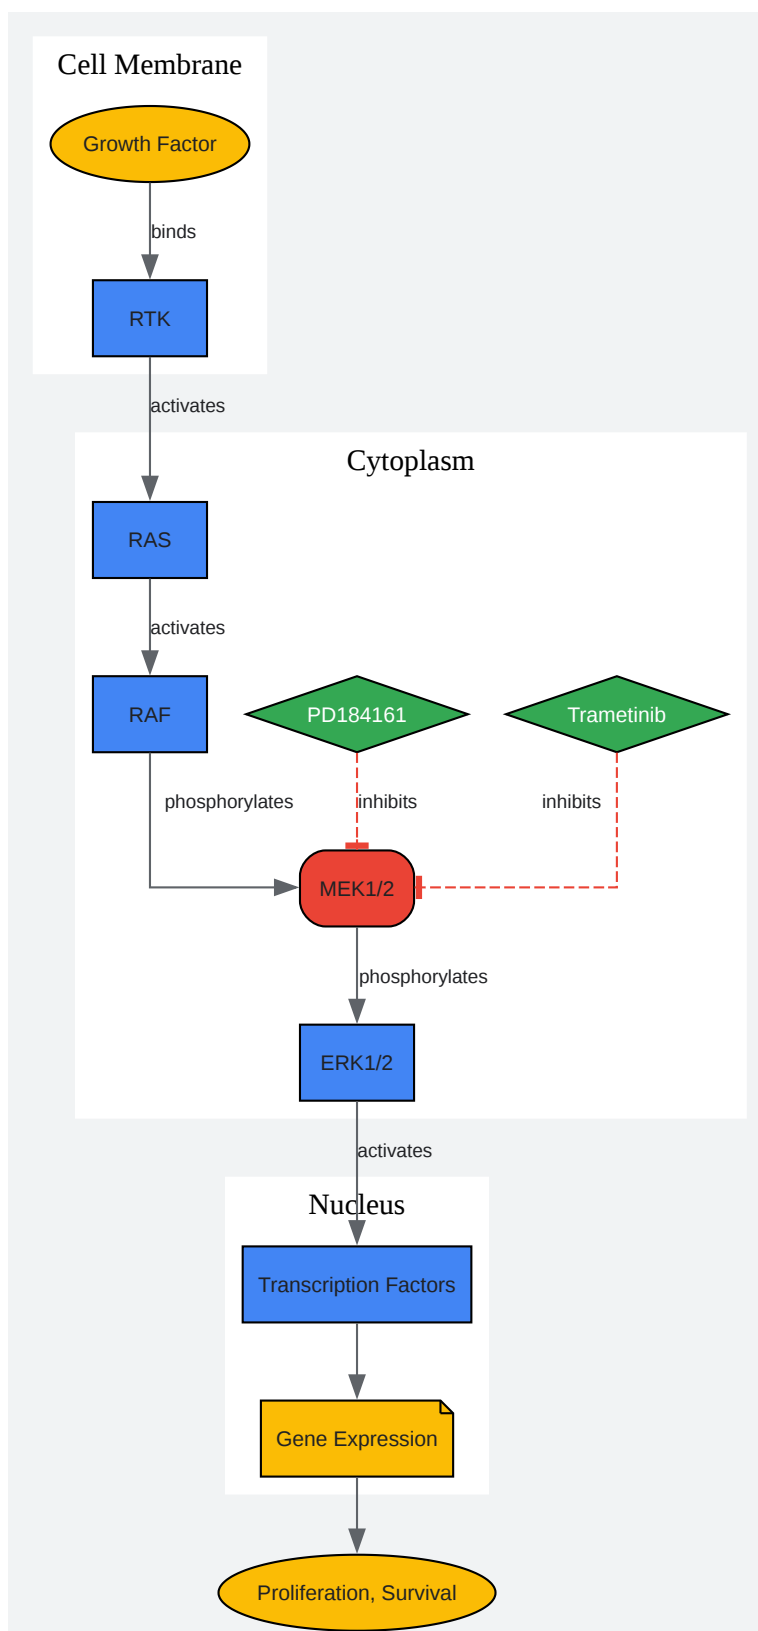 Cell Membrane
Growth Factor
binds
RTK
activates
Cytoplasm
RAS
activates
RAF
PD184161
Trametinib
phosphorylates
inhibits
inhibits
MEK1/2
phosphorylates
ERK1/2
activates
Nucleus
Transcription Factors
Gene Expression
Proliferation, Survival